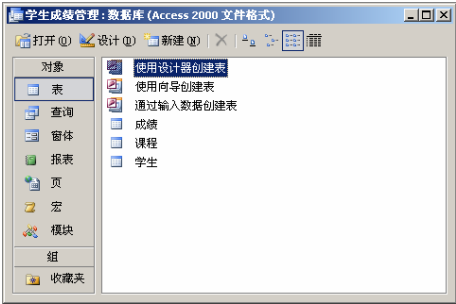 学生成绩管理：数据库 (Access 2000 文件格式)
打开(O) 设计(D) 新建(N)
对象
表
查询
窗体
报表
页
宏
模块
组
收藏夹
使用设计器创建表
使用向导创建表
通过输入数据创建表
成绩
课程
学生